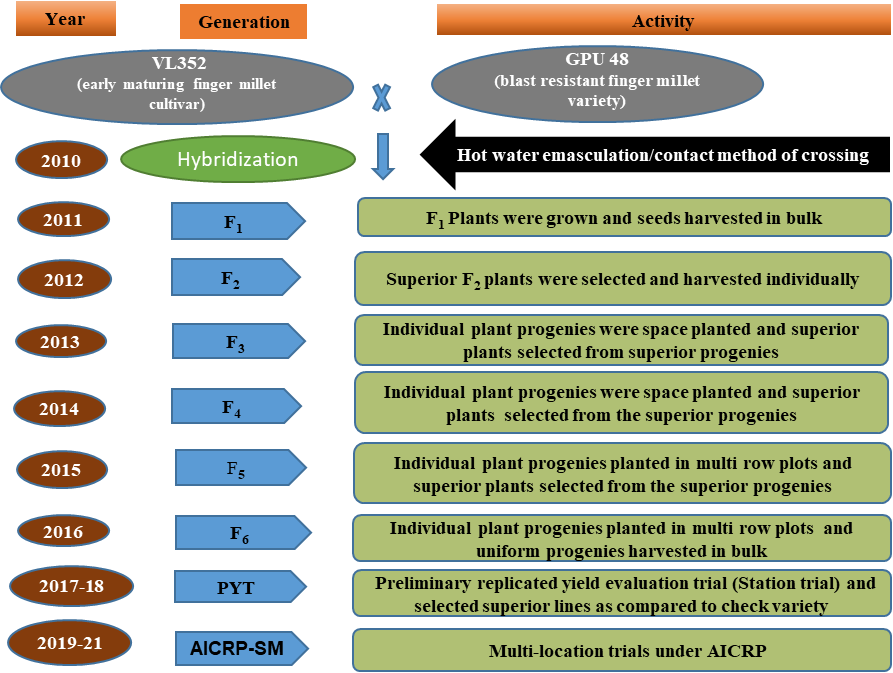 Year Generation Activity
VL352
(early maturing finger millet
cultivar)
GPU 48
(blast resistant finger millet
variety)
2010 Hybridization Hot water emasculation/contact method of crossing
2011 F1 F1 Plants were grown and seeds harvested in bulk
2012 F2 Superior F2 plants were selected and harvested individually
2013 F3 Individual plant progenies were space planted and superior
plants selected from superior progenies
2014 F4 Individual plant progenies were space planted and superior
plants selected from the superior progenies
2015 F5 Individual plant progenies planted in multi row plots and
superior plants selected from the superior progenies
2016 F6 Individual plant progenies planted in multi row plots and
uniform progenies harvested in bulk
2017-18 PYT Preliminary replicated yield evaluation trial (Station trial) and
selected superior lines as compared to check variety
2019-21 AICRP-SM Multi-location trials under AICRP